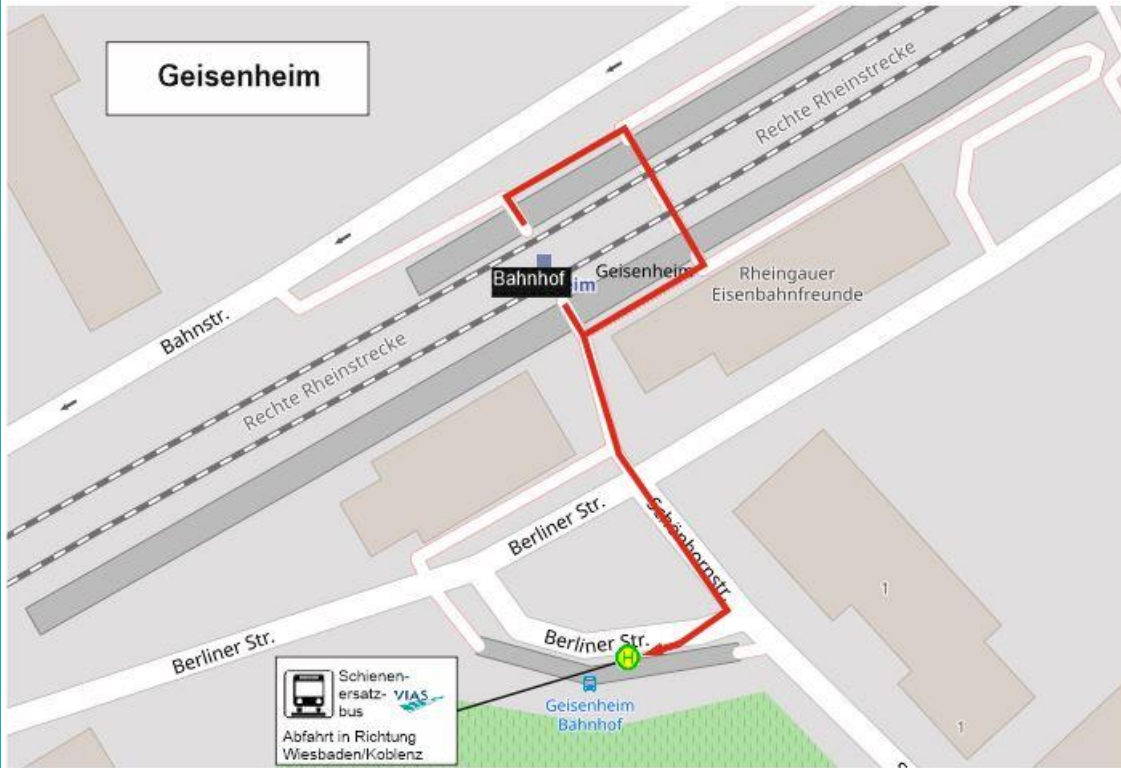 Geisenheim
Rechte Rheinstrecke
Bahnhof
Geisenheim
im
Rheingauer
Eisenbahnfreunde
Bahnstr.
Rechte Rheinstrecke
Berliner Str.
Schönbornstr.
1
Berliner Str.
Berliner Str.
H
Schienen-
ersatz-
bus
VIAS
Abfahrt in Richtung
Wiesbaden/Koblenz
Geisenheim
Bahnhof
1